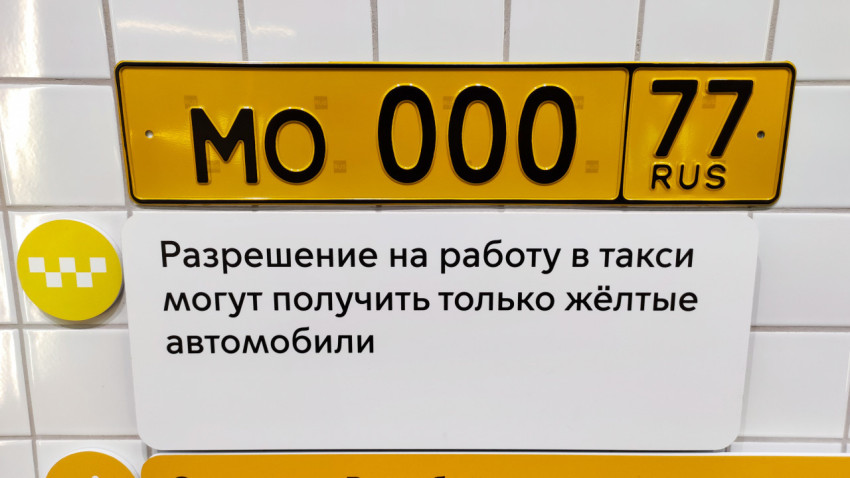 МО 000 77
RUS
Разрешение на работу в такси
могут получить только жёлтые
автомобили